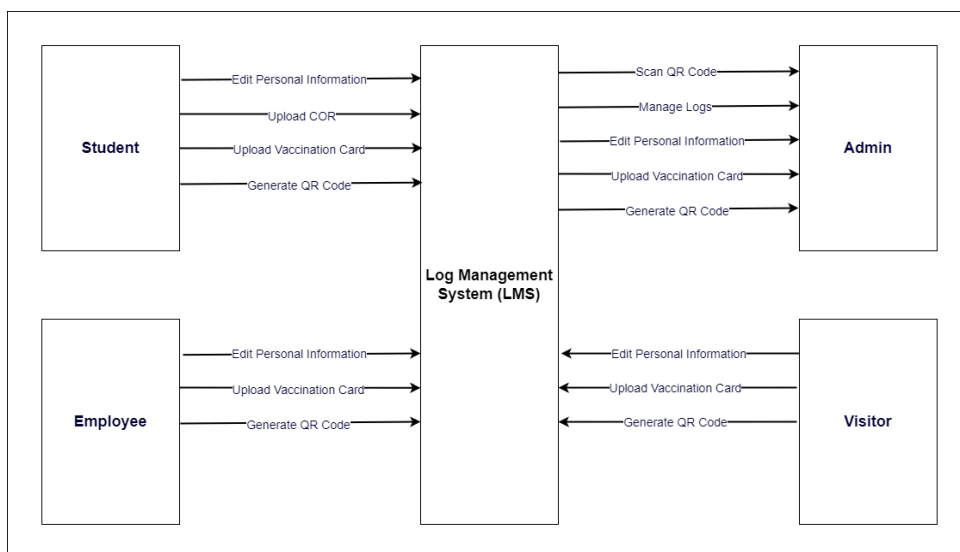 Student
Edit Personal Information
Upload COR
Upload Vaccination Card
Generate QR Code
Log Management
System (LMS)
Scan QR Code
Manage Logs
Edit Personal Information
Upload Vaccination Card
Generate QR Code
Admin
Employee
Edit Personal Information
Upload Vaccination Card
Generate QR Code
Edit Personal Information
Upload Vaccination Card
Generate QR Code
Visitor